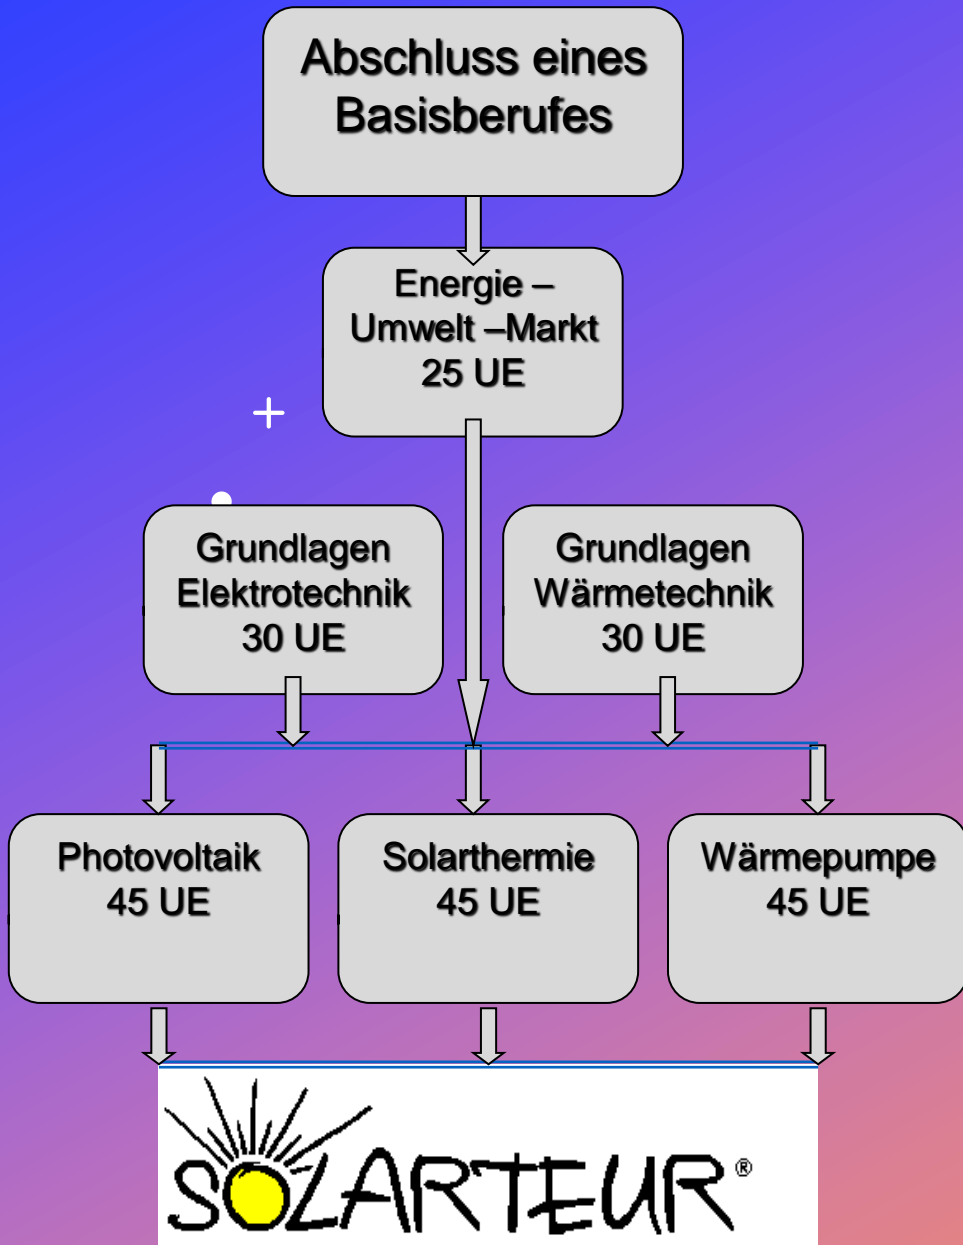 Abschluss eines
Basisberufes
Energie –
Umwelt –Markt
25 UE
Grundlagen
Elektrotechnik
30 UE
Grundlagen
Wärmetechnik
30 UE
Photovoltaik
45 UE
Solarthermie
45 UE
Wärmepumpe
45 UE
SOLARTEUR®